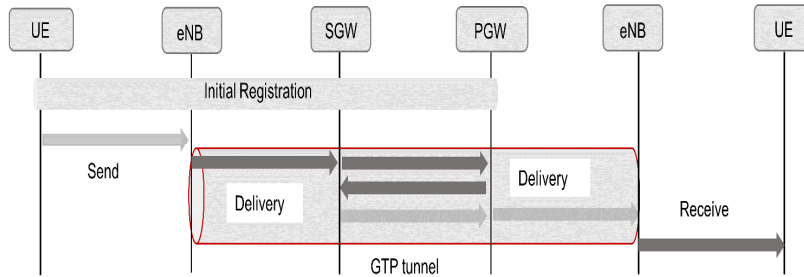 UE
eNB
SGW
PGW
eNB
UE
Initial Registration
Send
Delivery
Delivery
Receive
GTP tunnel